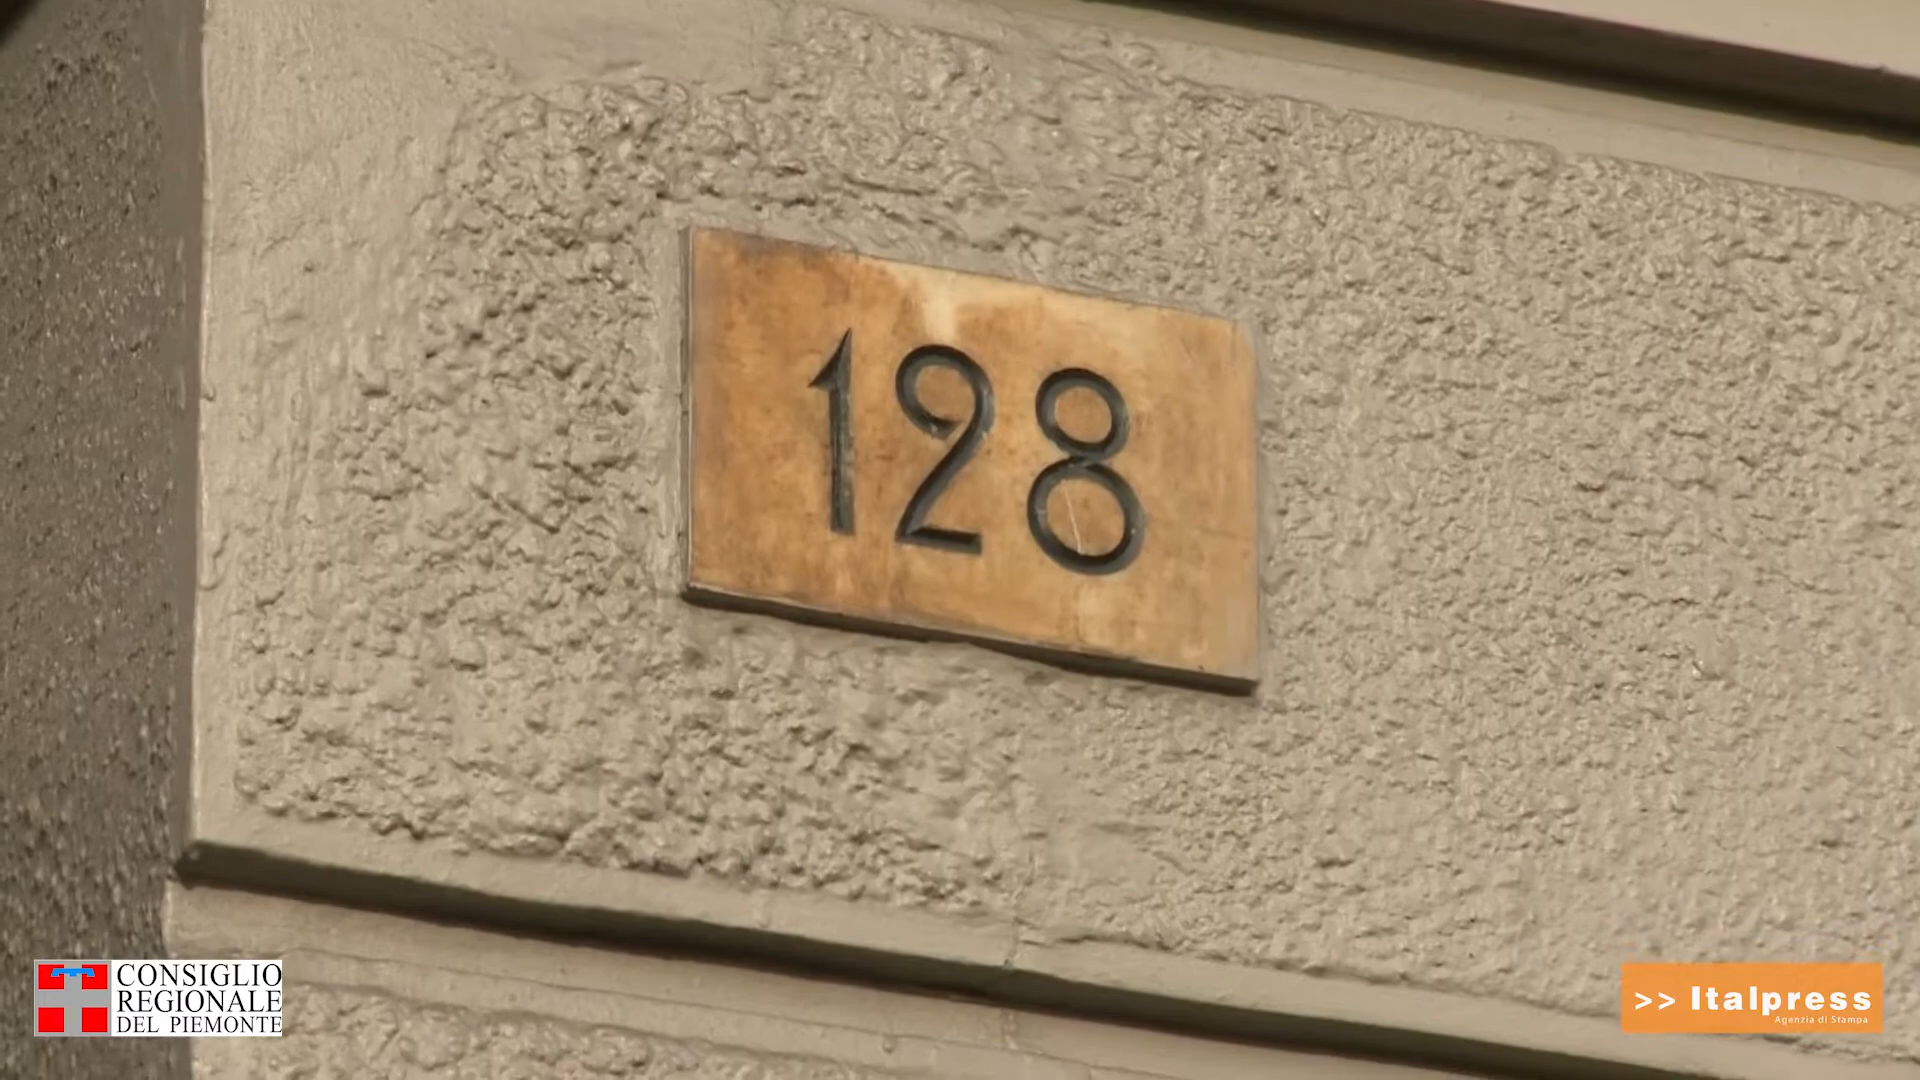 128
CONSIGLIO
REGIONALE
DEL PIEMONTE
>> Italpress
Agenzia di Stampa